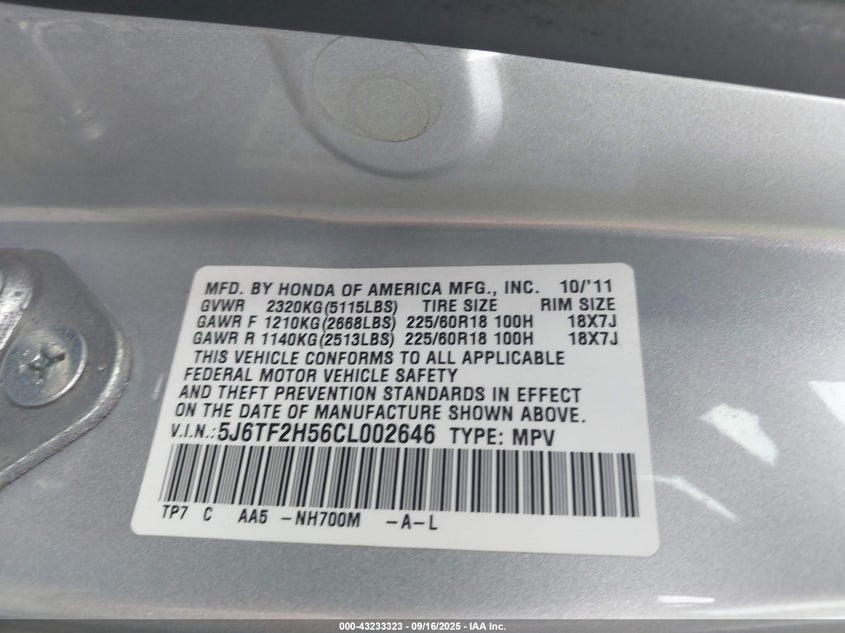 MFD. BY HONDA OF AMERICA MFG., INC. 10/'11
GVWR 2320KG(5115LBS) TIRE SIZE RIM SIZE
GAWR F 1210KG(2668LBS) 225/60R18 100H 18X7J
GAWR R 1140KG(2513LBS) 225/60R18 100H 18X7J
THIS VEHICLE CONFORMS TO ALL APPLICABLE
FEDERAL MOTOR VEHICLE SAFETY
AND THEFT PREVENTION STANDARDS IN EFFECT
ON THE DATE OF MANUFACTURE SHOWN ABOVE.
V.I.N.:5J6TF2H56CL002646 TYPE: MPV
TP7 C AA5 -NH700M -A-L
000-43233323 - 09/16/2025 - IAA Inc.